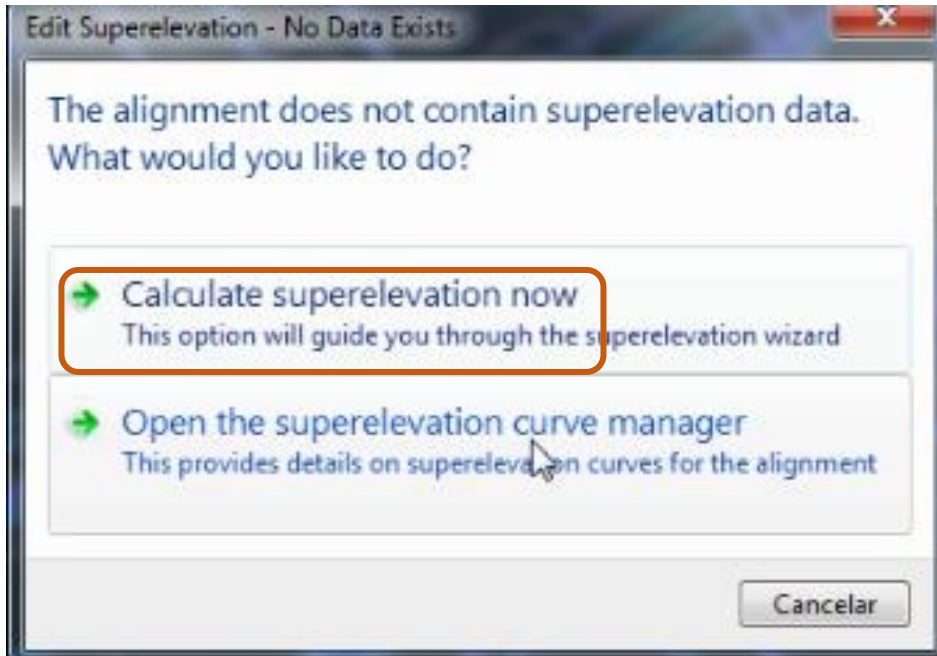 Edit Superelevation - No Data Exists
The alignment does not contain superelevation data.
What would you like to do?
Calculate superelevation now
This option will guide you through the superelevation wizard
Open the superelevation curve manager
This provides details on superelevation curves for the alignment
Cancelar